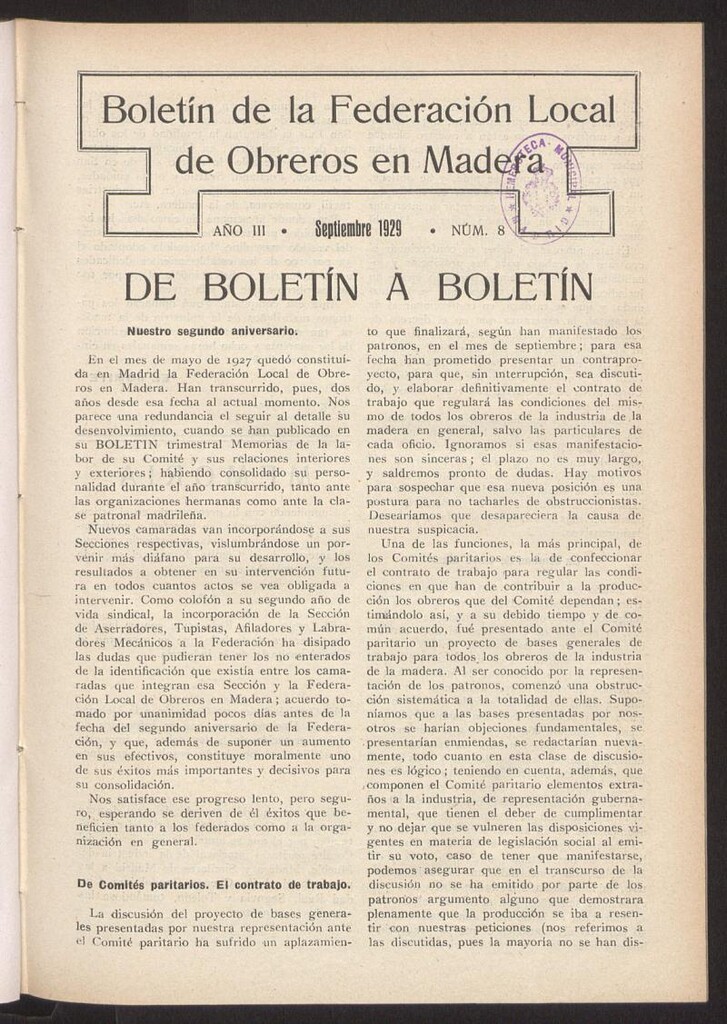 Boletín de la Federación Local
de Obreros en Madera
HEMEROTECA MUNICIPAL
MADRID
AÑO III • Septiembre 1929 • NÚM. 8
DE BOLETÍN A BOLETÍN
Nuestro segundo aniversario.
En el mes de mayo de 1927 quedó constituí-
da en Madrid la Federación Local de Obre-
ros en Madera. Han transcurrido, pues, dos
años desde esa fecha al actual momento. Nos
parece una redundancia el seguir al detalle su
desenvolvimiento, cuando se han publicado en
su BOLETIN trimestral Memorias de la la-
bor de su Comité y sus relaciones interiores
y exteriores; habiendo consolidado su perso-
nalidad durante el año transcurrido, tanto ante
las organizaciones hermanas como ante la cla-
se patronal madrileña.
Nuevos camaradas van incorporándose a sus
Secciones respectivas, vislumbrándose un por-
venir más diáfano para su desarrollo, y los
resultados a obtener en su intervención futu-
ra en todos cuantos actos se vea obligada a
intervenir. Como colofón a su segundo año de
vida sindical, la incorporación de la Sección
de Aserradores, Tupistas, Afiladores y Labra-
dores Mecánicos a la Federación ha disipado
las dudas que pudieran tener los no enterados
de la identificación que existía entre los cama-
radas que integran esa Sección y la Federa-
ción Local de Obreros en Madera; acuerdo to-
mado por unanimidad pocos días antes de la
fecha del segundo aniversario de la Federa-
ción, y que, además de suponer un aumento
en sus efectivos, constituye moralmente uno
de sus éxitos más importantes y decisivos para
su consolidación.
Nos satisface ese progreso lento, pero segu-
ro, esperando se deriven de él éxitos que be-
neficien tanto a los federados como a la orga-
nización en general.
De Comités paritarios. El contrato de trabajo.
La discusión del proyecto de bases genera-
les presentadas por nuestra representación ante
el Comité paritario ha sufrido un aplazamien-
to que finalizará, según han manifestado los
patronos, en el mes de septiembre; para esa
fecha han prometido presentar un contrapro-
yecto, para que, sin interrupción, sea discuti-
do, y elaborar definitivamente el contrato de
trabajo que regulará las condiciones del mis-
mo de todos los obreros de la industria de la
madera en general, salvo las particulares de
cada oficio. Ignoramos si esas manifestacio-
nes son sinceras; el plazo no es muy largo,
y saldremos pronto de dudas. Hay motivos
para sospechar que esa nueva posición es una
postura para no tacharles de obstruccionistas.
Desearíamos que desapareciera la causa de
nuestra suspicacia.
Una de las funciones, la más principal, de
los Comités paritarios es la de confeccionar
el contrato de trabajo para regular las condi-
ciones en que han de contribuir a la produc-
ción los obreros que del Comité dependan; es-
timándolo así, y a su debido tiempo y de co-
mún acuerdo, fué presentado ante el Comité
paritario un proyecto de bases generales de
trabajo para todos los obreros de la industria
de la madera. Al ser conocido por la represen-
tación de los patronos, comenzó una obstruc-
ción sistemática a la totalidad de ellas. Supo-
níamos que a las bases presentadas por nos-
otros se harían objeciones fundamentales, se
presentarían enmiendas, se redactarían nueva-
mente, todo cuanto en esta clase de discusio-
nes es lógico; teniendo en cuenta, además, que
componen el Comité paritario elementos extra-
ños a la industria, de representación guberna-
mental, que tienen el deber de cumplimentar
y no dejar que se vulneren las disposiciones vi-
gentes en materia de legislación social al emi-
tir su voto, caso de tener que manifestarse,
podemos asegurar que en el transcurso de la
discusión no se ha emitido por parte de los
patronos argumento alguno que demostrara
plenamente que la producción se iba a resen-
tir con nuestras peticiones (nos referimos a
las discutidas, pues la mayoría no se han dis-